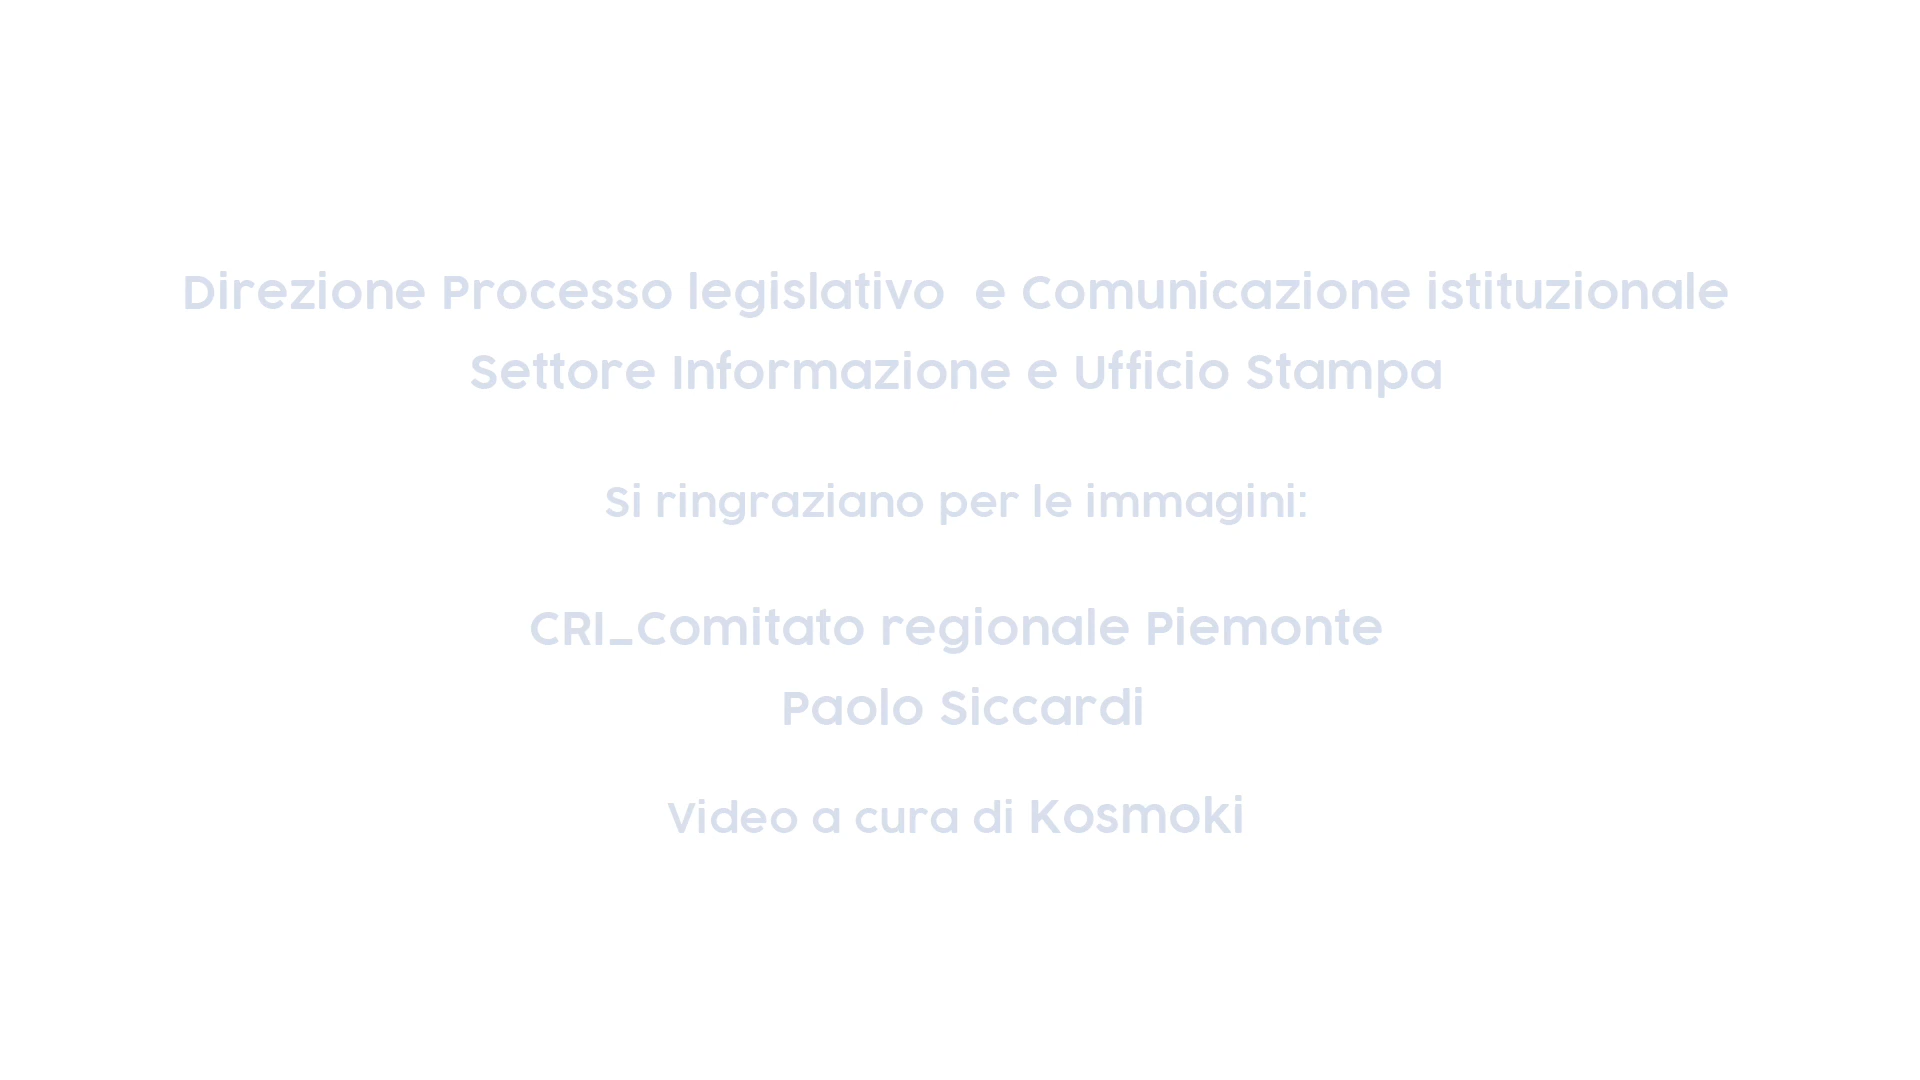 Direzione Processo legislativo  e Comunicazione istituzionale
Settore Informazione e Ufficio Stampa
Si ringraziano per le immagini:
CRI_Comitato regionale Piemonte
Paolo Siccardi
Video a cura di Kosmoki